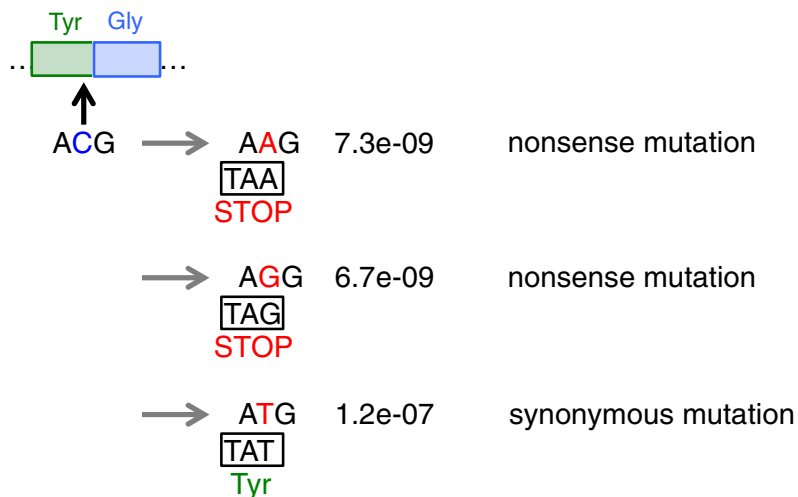 Tyr Gly
... ...
ACG AAG 7.3e-09 nonsense mutation
TAA
STOP
AGG 6.7e-09 nonsense mutation
TAG
STOP
ATG 1.2e-07 synonymous mutation
TAT
Tyr